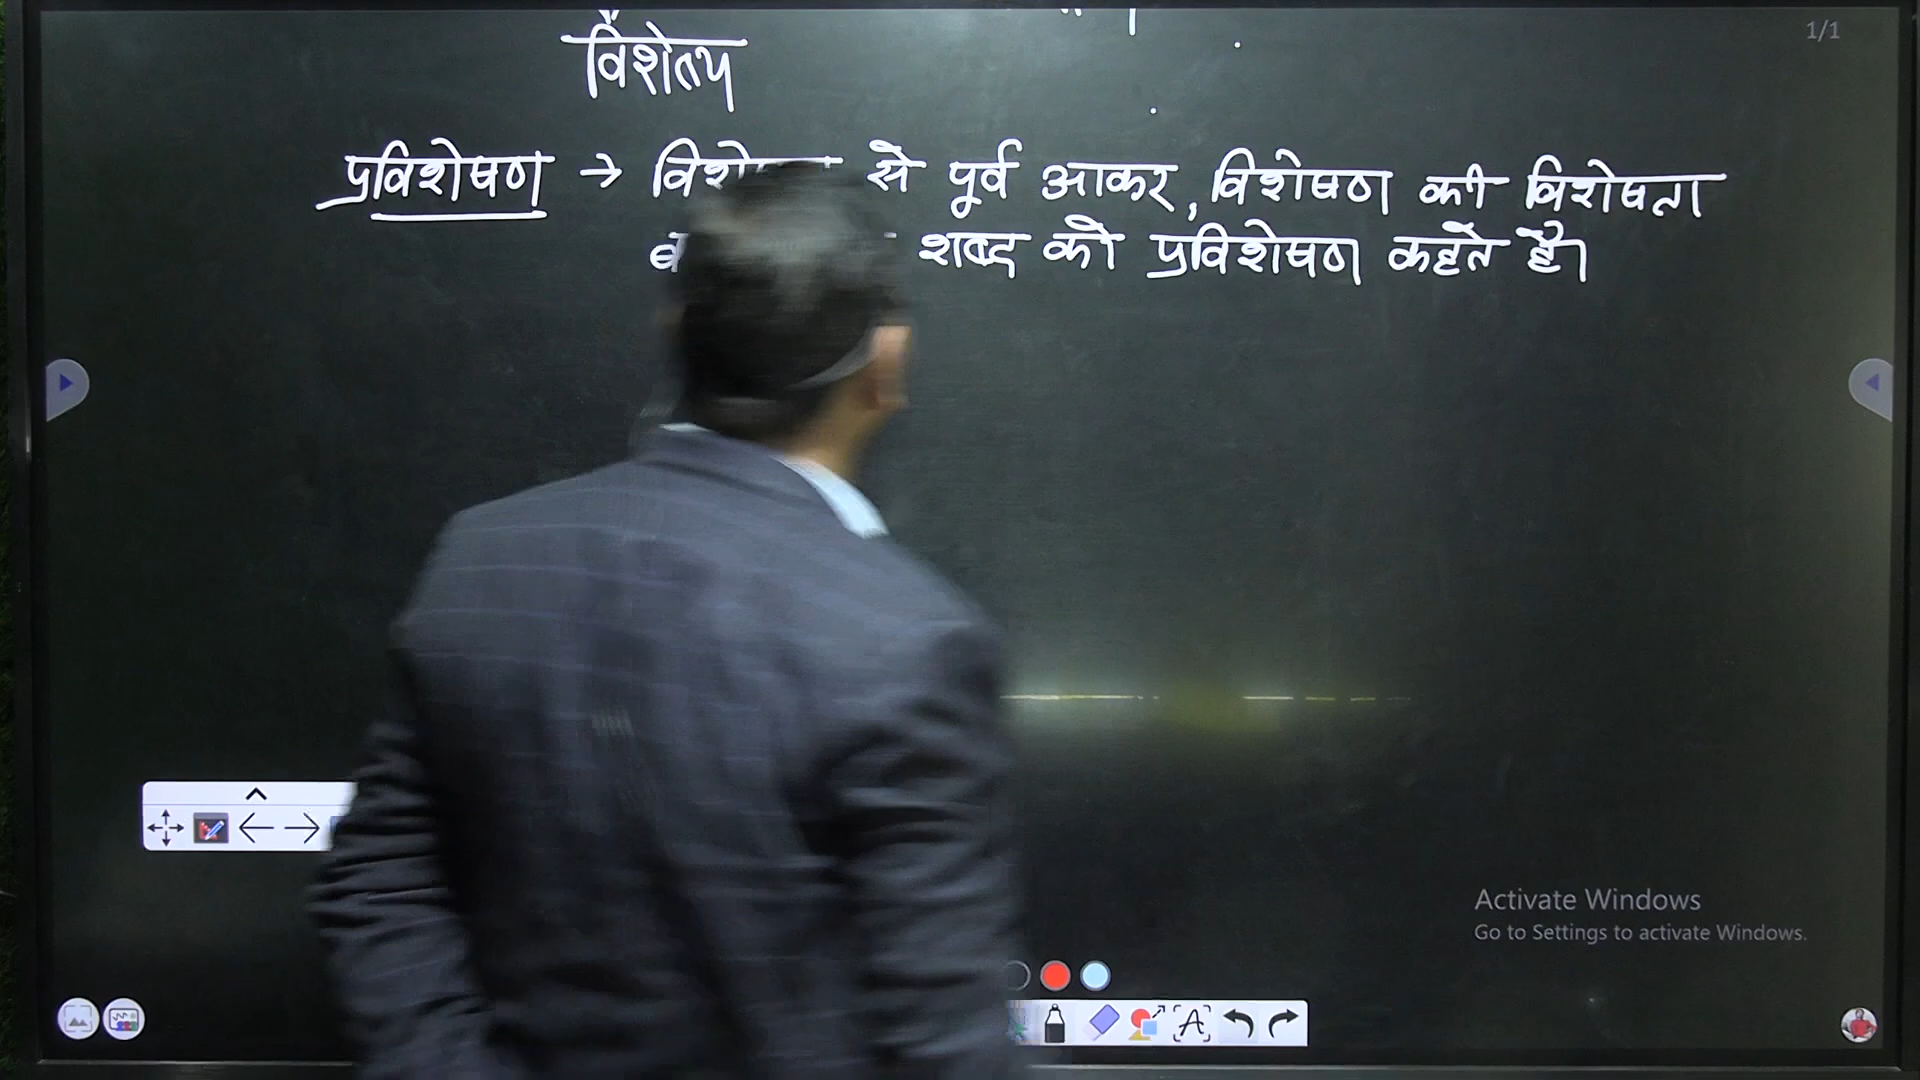 1/1
विशेष्य
प्रविशेषण → से पूर्व आकर, विशेषण की विशेषता
शब्द को प्रविशेषण कहते है।
Activate Windows
Go to Settings to activate Windows.